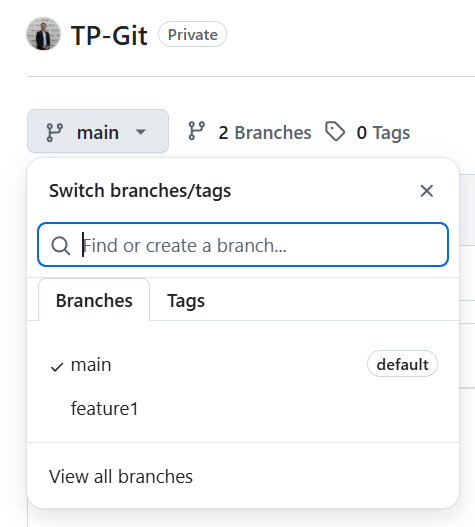 TP-Git Private
main 2 Branches 0 Tags
Switch branches/tags
Find or create a branch...
Branches Tags
main default
feature1
View all branches